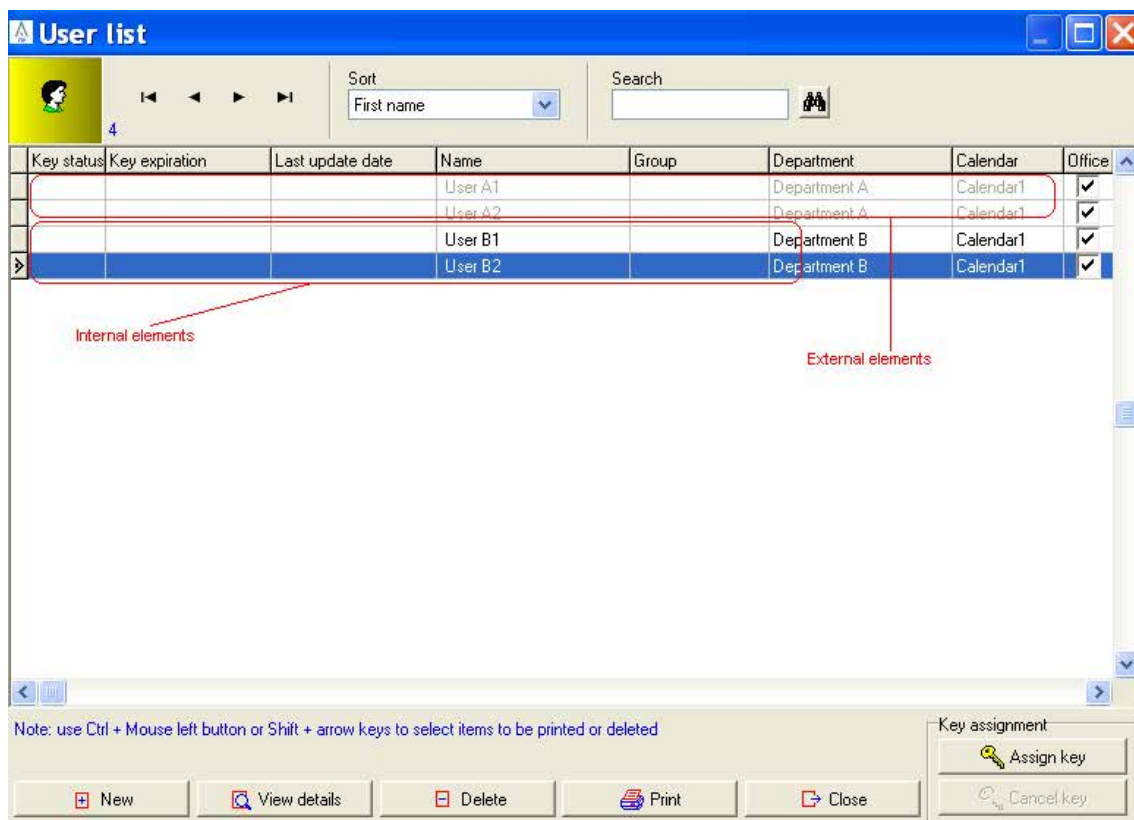 User list
4
Sort
First name
Search
Key status Key expiration Last update date Name Group Department Calendar Office
User A1 Department A Calendar1
User A2 Department A Calendar1
User B1 Department B Calendar1
User B2 Department B Calendar1
Internal elements
External elements
Note: use Ctrl + Mouse left button or Shift + arrow keys to select items to be printed or deleted
Key assignment
Assign key
New View details Delete Print Close Cancel key